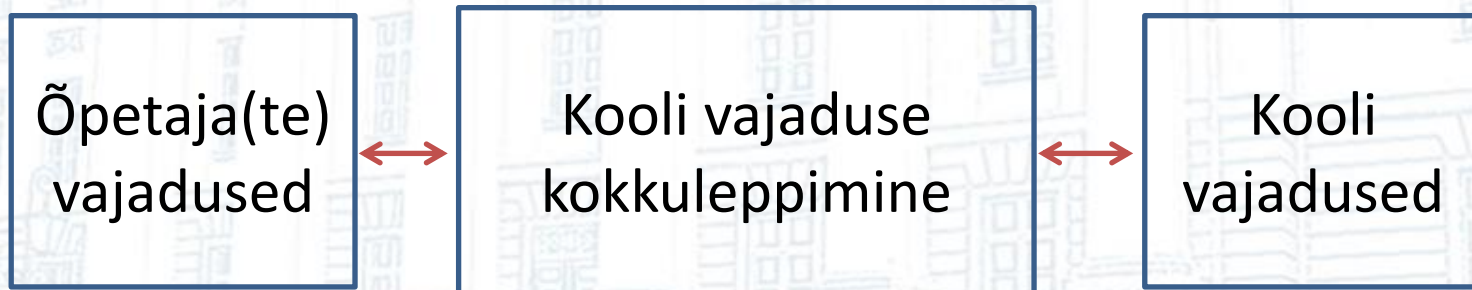 Õpetaja(te)
vajadused
Kooli vajaduse
kokkuleppimine
Kooli
vajadused